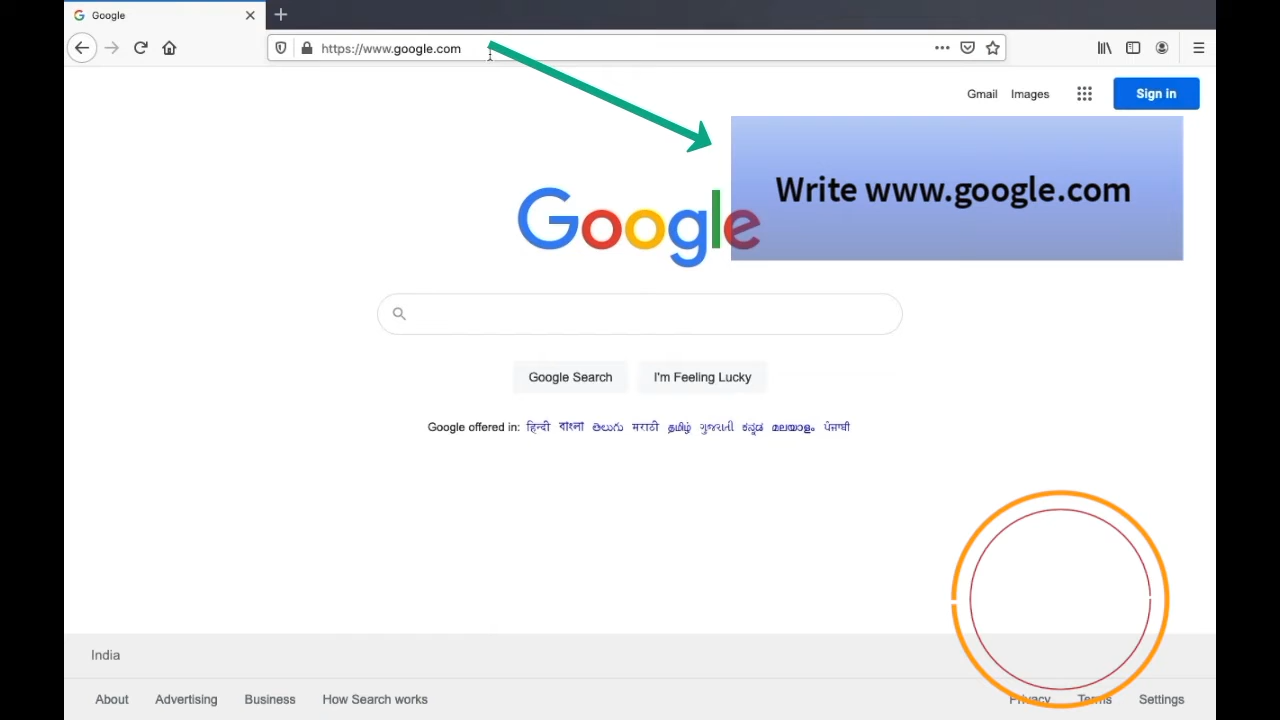 Google
https://www.google.com
Gmail Images Sign in
Write www.google.com
Google
Google Search I'm Feeling Lucky
Google offered in: हिन्दी বাংলা తెలుగు मराठी தமிழ் ગુજરાતી ಕನ್ನಡ മലയാളം ਪੰਜਾਬੀ
India
About Advertising Business How Search works Privacy Terms Settings